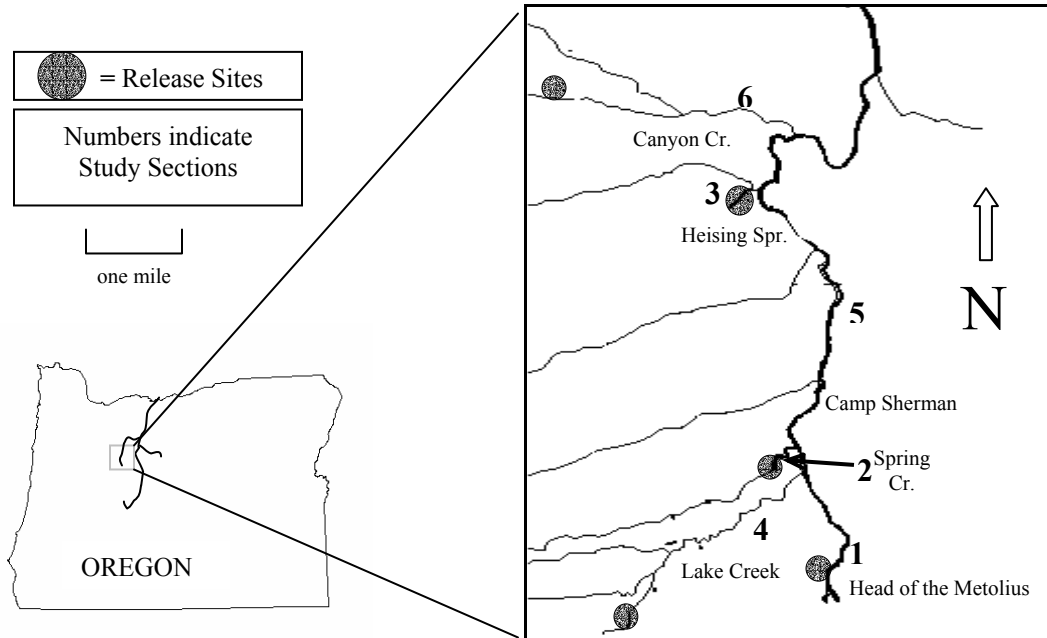 = Release Sites
Numbers indicate
Study Sections
one mile
OREGON
6
Canyon Cr.
3
Heising Spr.
N
5
Camp Sherman
2
Spring
Cr.
4
Lake Creek
1
Head of the Metolius